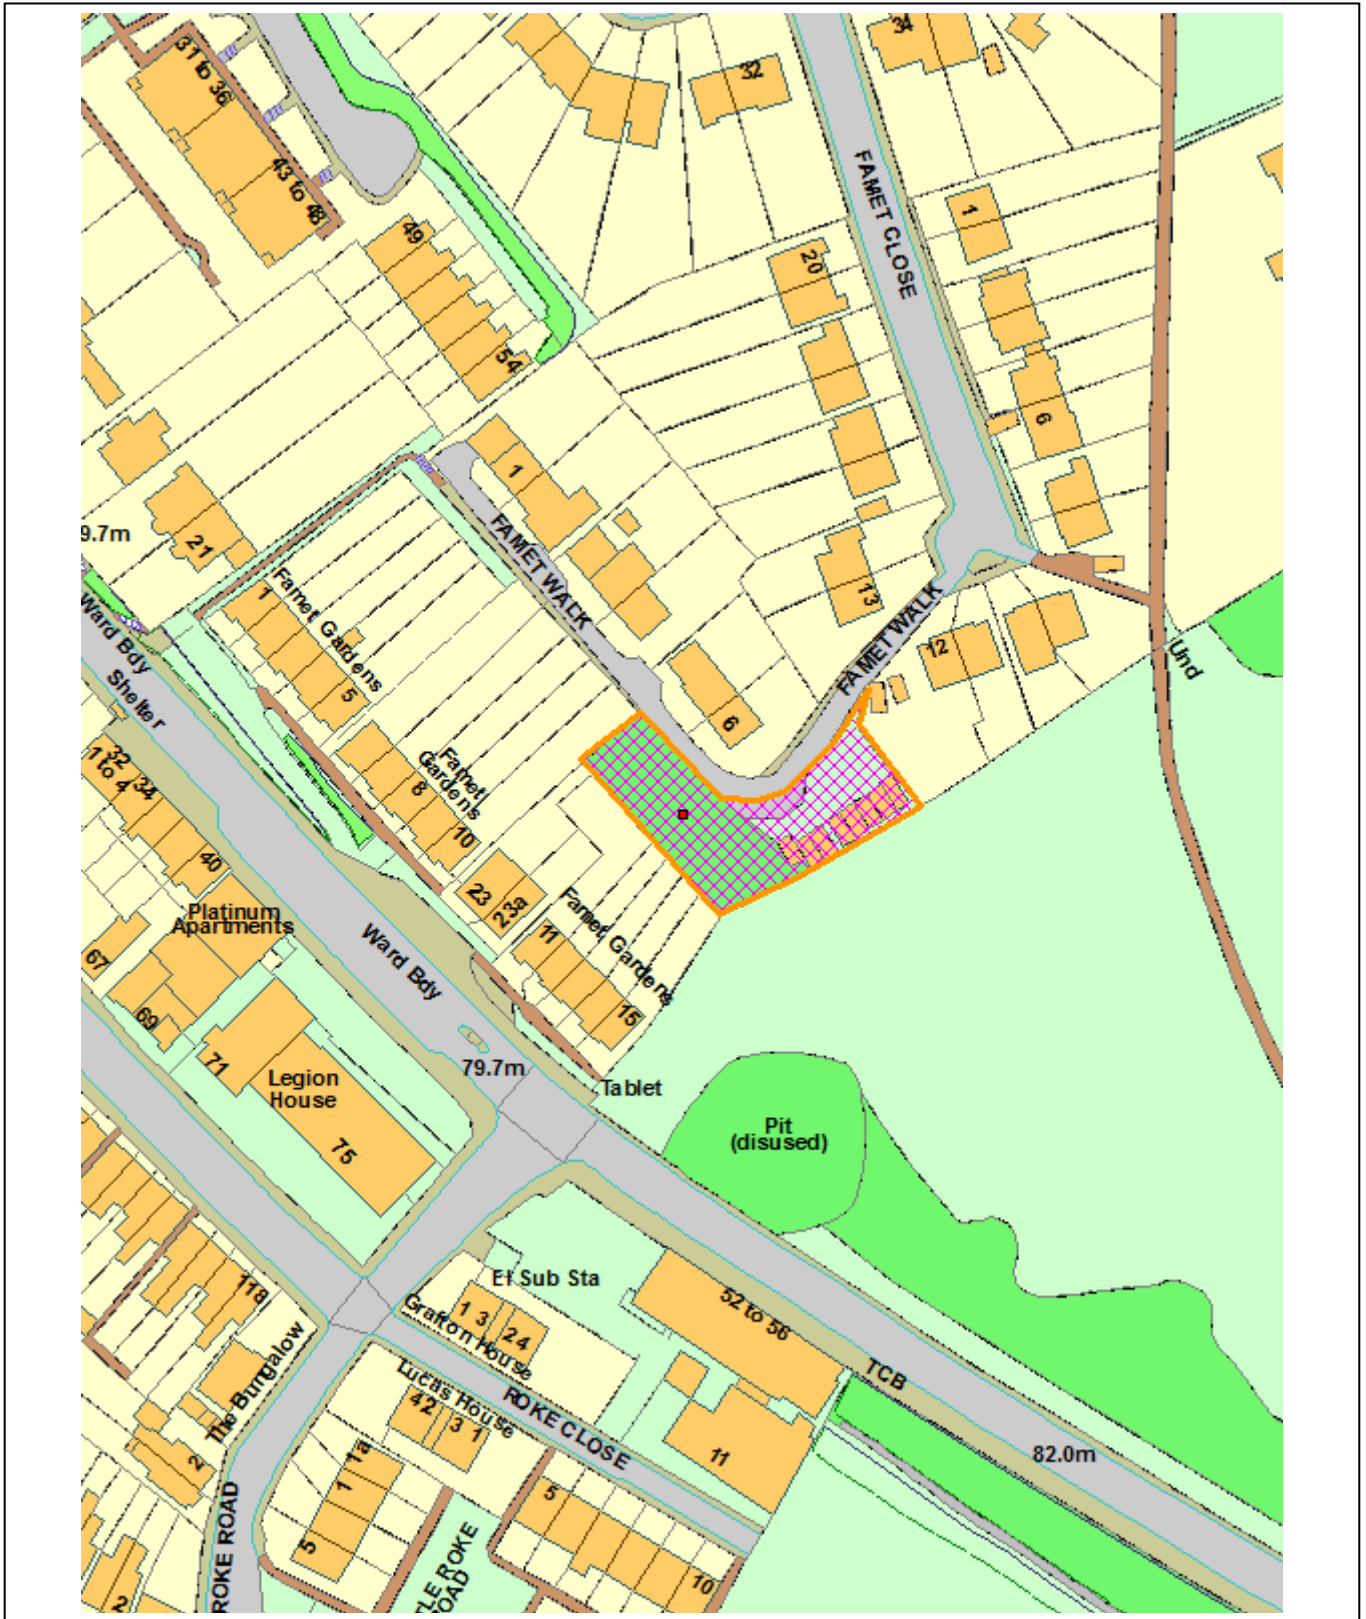 31 to 36
34
32
43 to 48
FAMET CLOSE
1
49
20
54
6
1
9.7m
21
FAMET WALK
13
FAMET WALK
12
Und
Famet Gardens
1
5
Ward Bdy
Shelter
6
32
1 to 4
34
Famet
Gardens
8
10
40
23
23a
Famet Gardens
11
15
Platinum
Apartments
67
69
Ward Bdy
71
Legion
House
75
79.7m
Tablet
Pit
(disused)
118
El Sub Sta
1 3
2 4
Grafton House
52 to 56
The Bungalow
2
Lucas House
42
3 1
ROKE CLOSE
TCB
82.0m
11
1a
1
5
5
10
ROKE ROAD
TLE ROKE
OAD
2